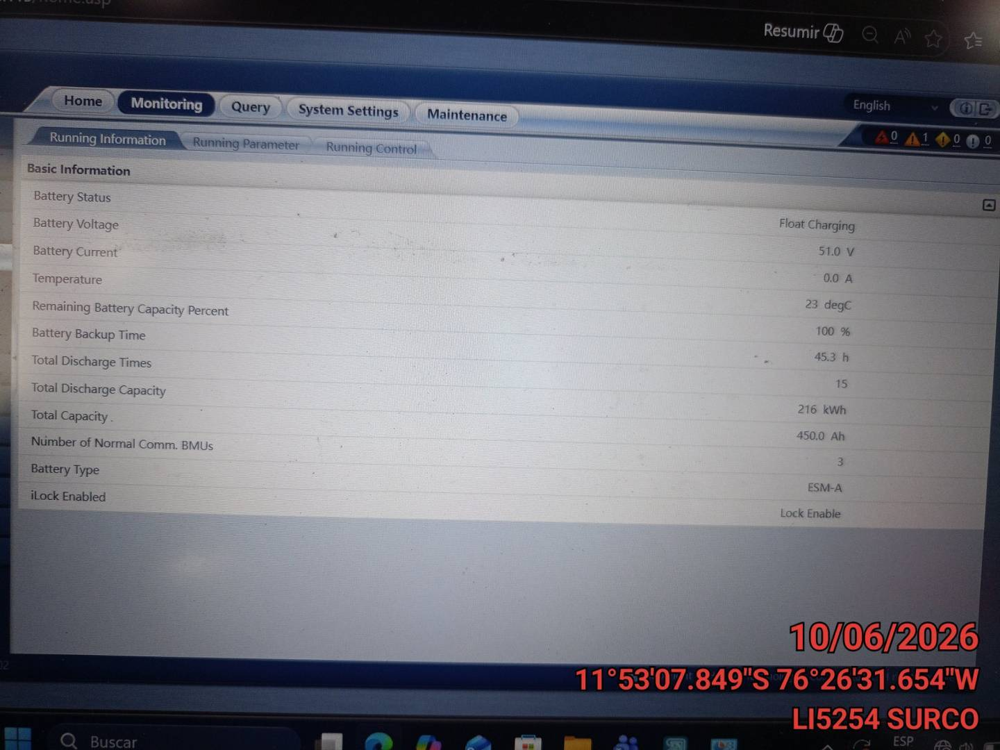 Resumir
Home Monitoring Query System Settings Maintenance
English
Running Information Running Parameter Running Control
0 1 0 0
Basic Information
Battery Status Float Charging
Battery Voltage 51.0 V
Battery Current 0.0 A
Temperature 23 degC
Remaining Battery Capacity Percent 100 %
Battery Backup Time 45.3 h
Total Discharge Times 15
Total Discharge Capacity 216 kWh
Total Capacity 450.0 Ah
Number of Normal Comm. BMUs 3
Battery Type ESM-A
iLock Enabled Lock Enable
10/06/2026
11°53'07.849"S 76°26'31.654"W
LI5254 SURCO
Buscar
ESP